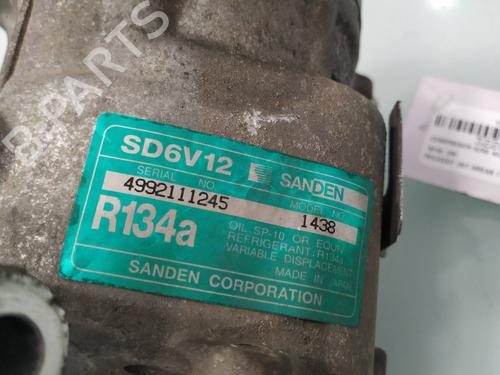 B-PARTS
SD6V12 SANDEN
SERIAL NO. MODEL NO.
4992111245 1438
R134a
OIL: SP-10 OR EQUIV.
REFRIGERANT: R134a
VARIABLE DISPLACEMENT
MADE IN JAPAN
SANDEN CORPORATION